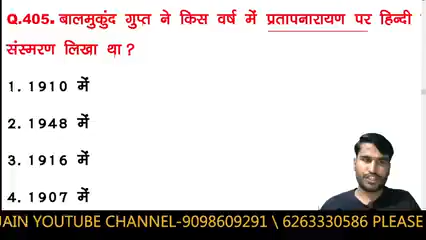 Q.405. बालमुकुंद गुप्त ने किस वर्ष में प्रतापनारायण पर हिन्दी
संस्मरण लिखा था ?
1. 1910 में
2. 1948 में
3. 1916 में
4. 1907 में
JAIN YOUTUBE CHANNEL-9098609291 \ 6263330586 PLEASE